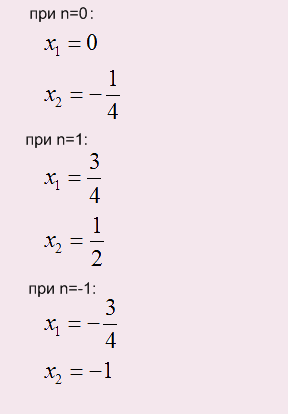 при n=0:
x₁ = 0
x₂ = −1/4
при n=1:
x₁ = 3/4
x₂ = 1/2
при n=-1:
x₁ = −3/4
x₂ = −1